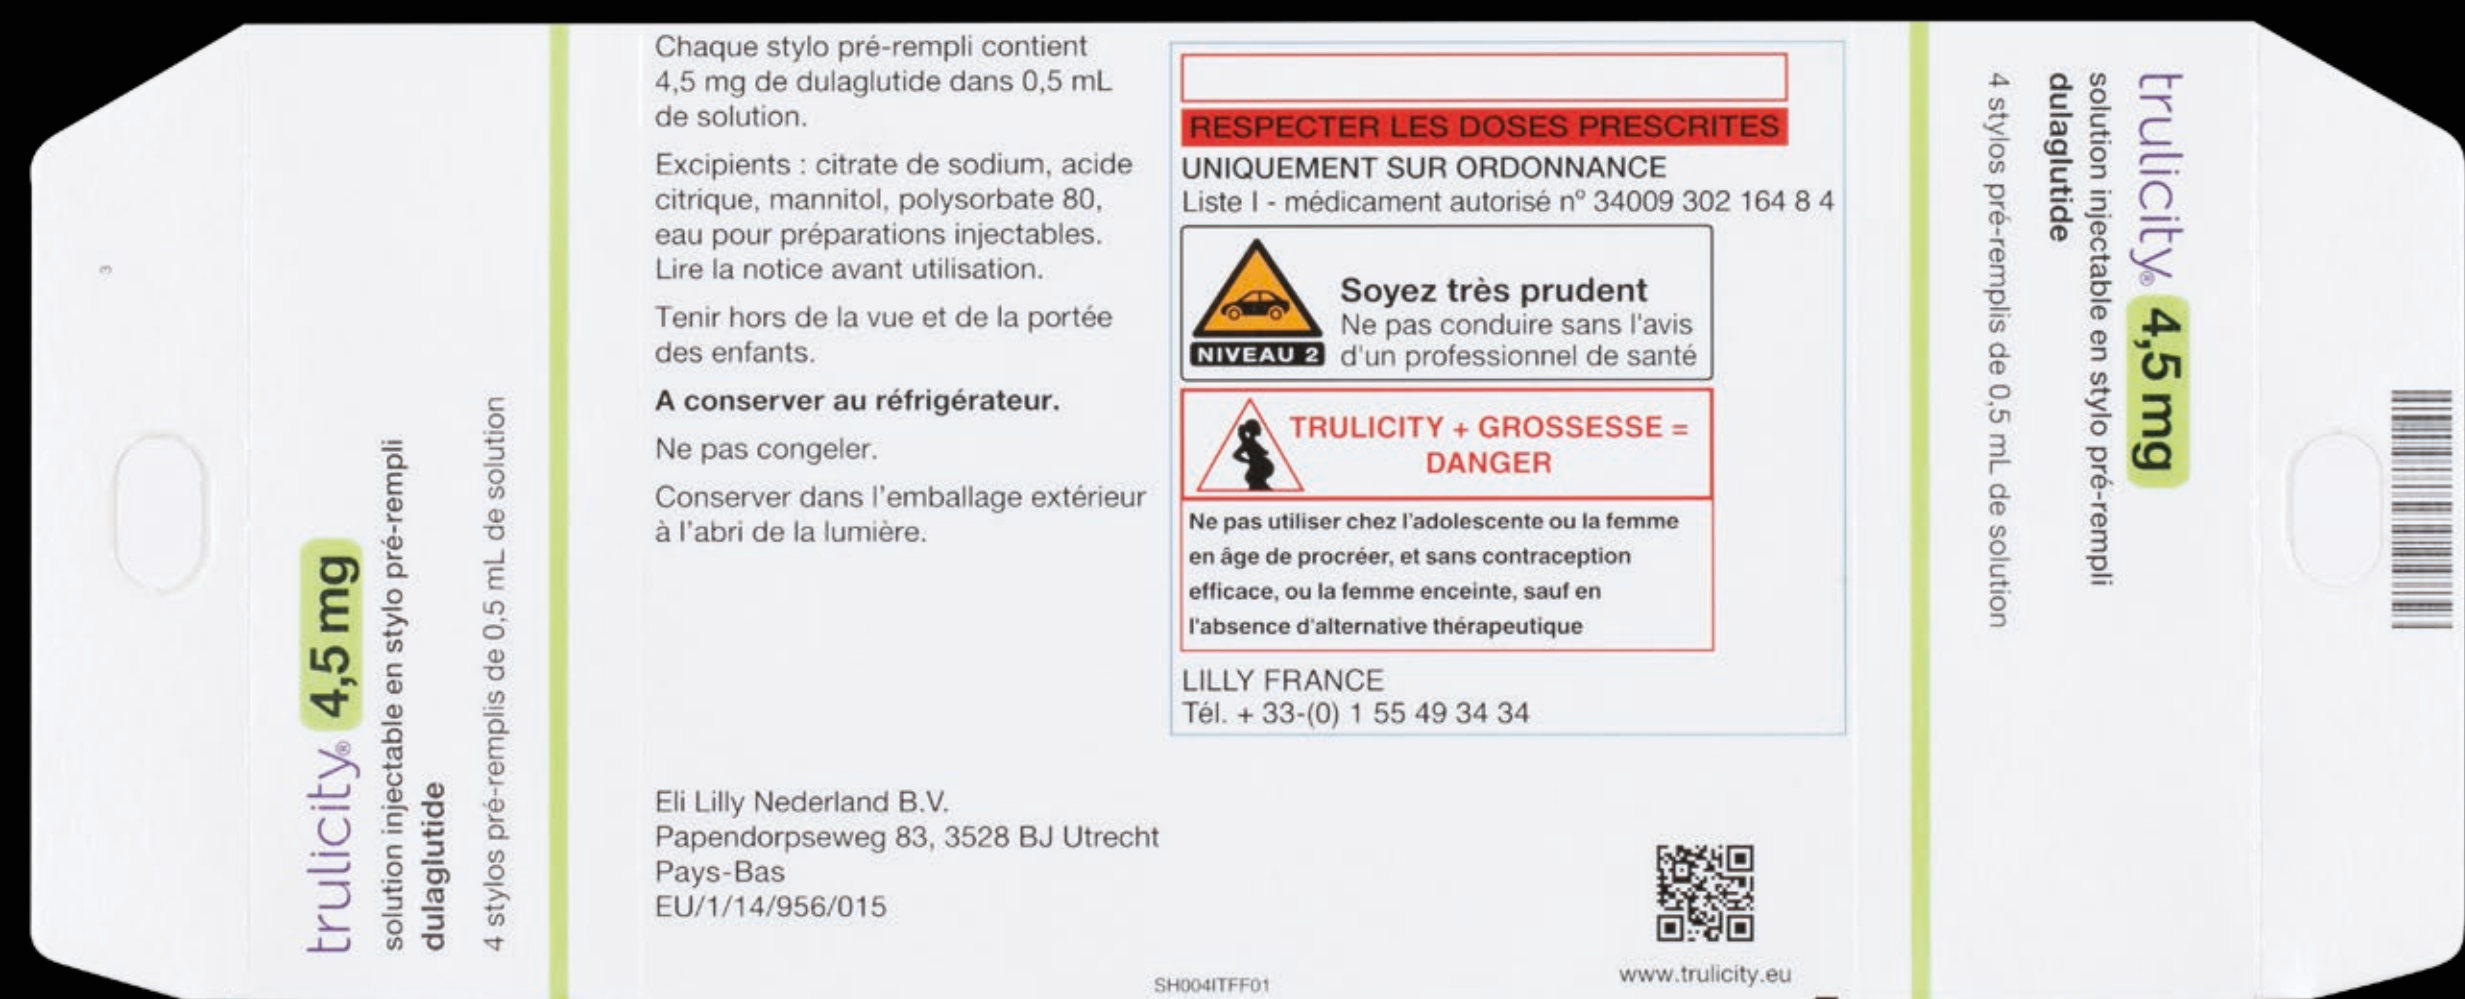 3
trulicity® 4,5 mg
solution injectable en stylo pré-rempli
dulaglutide
4 stylos pré-remplis de 0,5 mL de solution
Chaque stylo pré-rempli contient
4,5 mg de dulaglutide dans 0,5 mL
de solution.
Excipients : citrate de sodium, acide
citrique, mannitol, polysorbate 80,
eau pour préparations injectables.
Lire la notice avant utilisation.
Tenir hors de la vue et de la portée
des enfants.
A conserver au réfrigérateur.
Ne pas congeler.
Conserver dans l'emballage extérieur
à l'abri de la lumière.
Eli Lilly Nederland B.V.
Papendorpseweg 83, 3528 BJ Utrecht
Pays-Bas
EU/1/14/956/015
RESPECTER LES DOSES PRESCRITES
UNIQUEMENT SUR ORDONNANCE
Liste I - médicament autorisé n° 34009 302 164 8 4
Soyez très prudent
Ne pas conduire sans l'avis
d'un professionnel de santé
NIVEAU 2
TRULICITY + GROSSESSE =
DANGER
Ne pas utiliser chez l'adolescente ou la femme
en âge de procréer, et sans contraception
efficace, ou la femme enceinte, sauf en
l'absence d'alternative thérapeutique
LILLY FRANCE
Tél. + 33-(0) 1 55 49 34 34
www.trulicity.eu
SH004ITFF01
trulicity® 4,5 mg
solution injectable en stylo pré-rempli
dulaglutide
4 stylos pré-remplis de 0,5 mL de solution